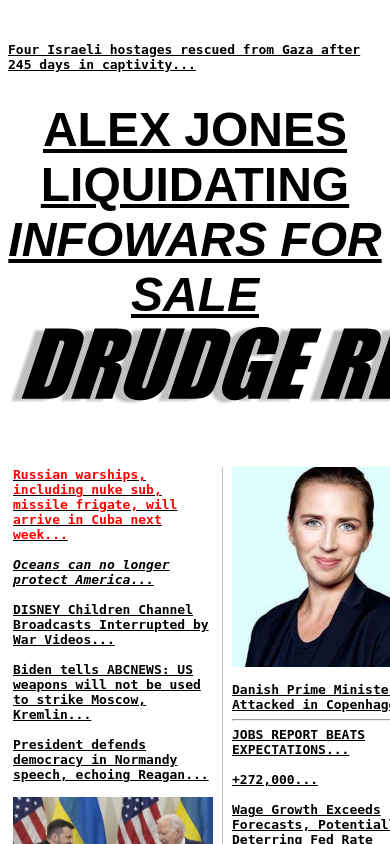 Four Israeli hostages rescued from Gaza after
245 days in captivity...
ALEX JONES
LIQUIDATING
INFOWARS FOR
SALE
DRUDGE
Russian warships,
including nuke sub,
missile frigate, will
arrive in Cuba next
week...
Oceans can no longer
protect America...
DISNEY Children Channel
Broadcasts Interrupted by
War Videos...
Biden tells ABCNEWS: US
weapons will not be used
to strike Moscow,
Kremlin...
President defends
democracy in Normandy
speech, echoing Reagan...
Danish Prime
Attacked in
JOBS REPORT BEATS
EXPECTATIONS...
+272,000...
Wage Growth Exceeds
Forecasts,
Deterring Fed Rate